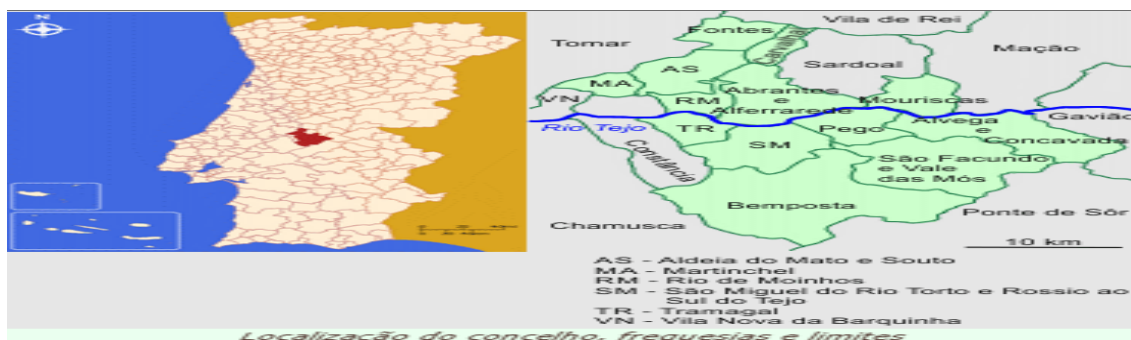 N
Vila de Rei
Fontes
Tomar
Carvalhal
Mação
AS
Sardoal
MA
Abrantes
e
Alferrarede
VN
RM
Mouriscas
Gavião
Rio Tejo
TR
Pego
Alvega
e
Concavada
SM
Constância
São Facundo
e Vale
das Mós
Bemposta
Chamusca
Ponte de Sôr
10 km
AS - Aldeia do Mato e Souto
MA - Martinchel
RM - Rio de Moinhos
SM - São Miguel do Rio Torto e Rossio ao
Sul do Tejo
TR - Tramagal
VN - Vila Nova da Barquinha
Localização do concelho, freguesias e limites